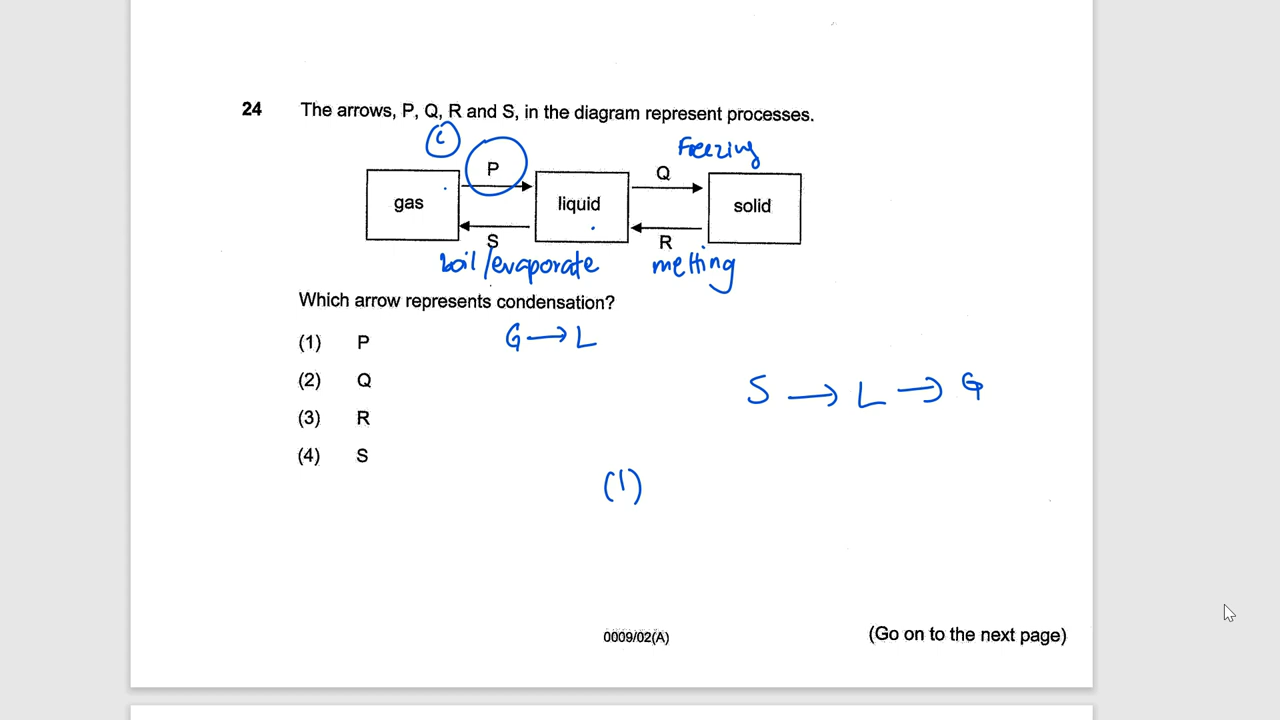 24 The arrows, P, Q, R and S, in the diagram represent processes.
C
Freezing
P
Q
gas
liquid
solid
S
R
boil/evaporate
melting
Which arrow represents condensation?
(1) P
G → L
(2) Q
S → L → G
(3) R
(4) S
(1)
0009/02(A)
(Go on to the next page)